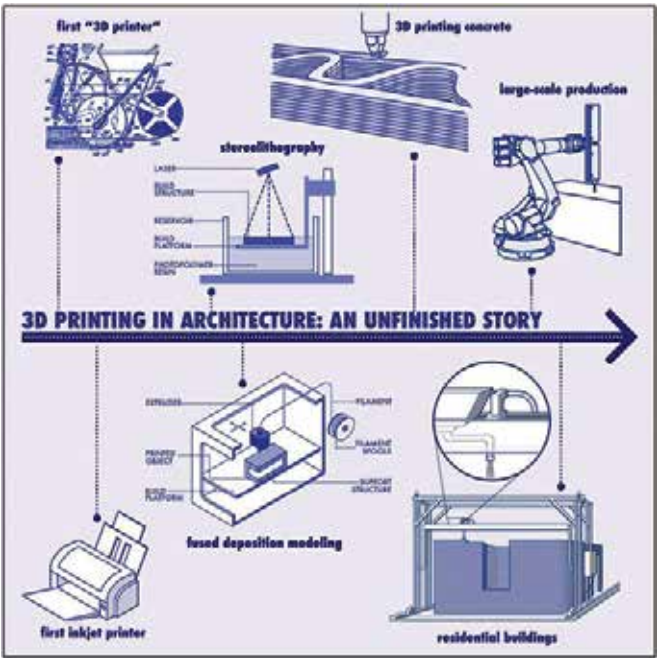 first "3D printer"
3D printing concrete
large-scale production
stereolithography
LASER
BUILD
STRUCTURE
RESERVOIR
BUILD
PLATFORM
PHOTOPOLYMER
RESIN
3D PRINTING IN ARCHITECTURE: AN UNFINISHED STORY
EXTRUDER
FILAMENT
PRINTED
OBJECT
FILAMENT
SPOOLS
BUILD
PLATFORM
SUPPORT
STRUCTURE
fused deposition modeling
first inkjet printer
residential buildings